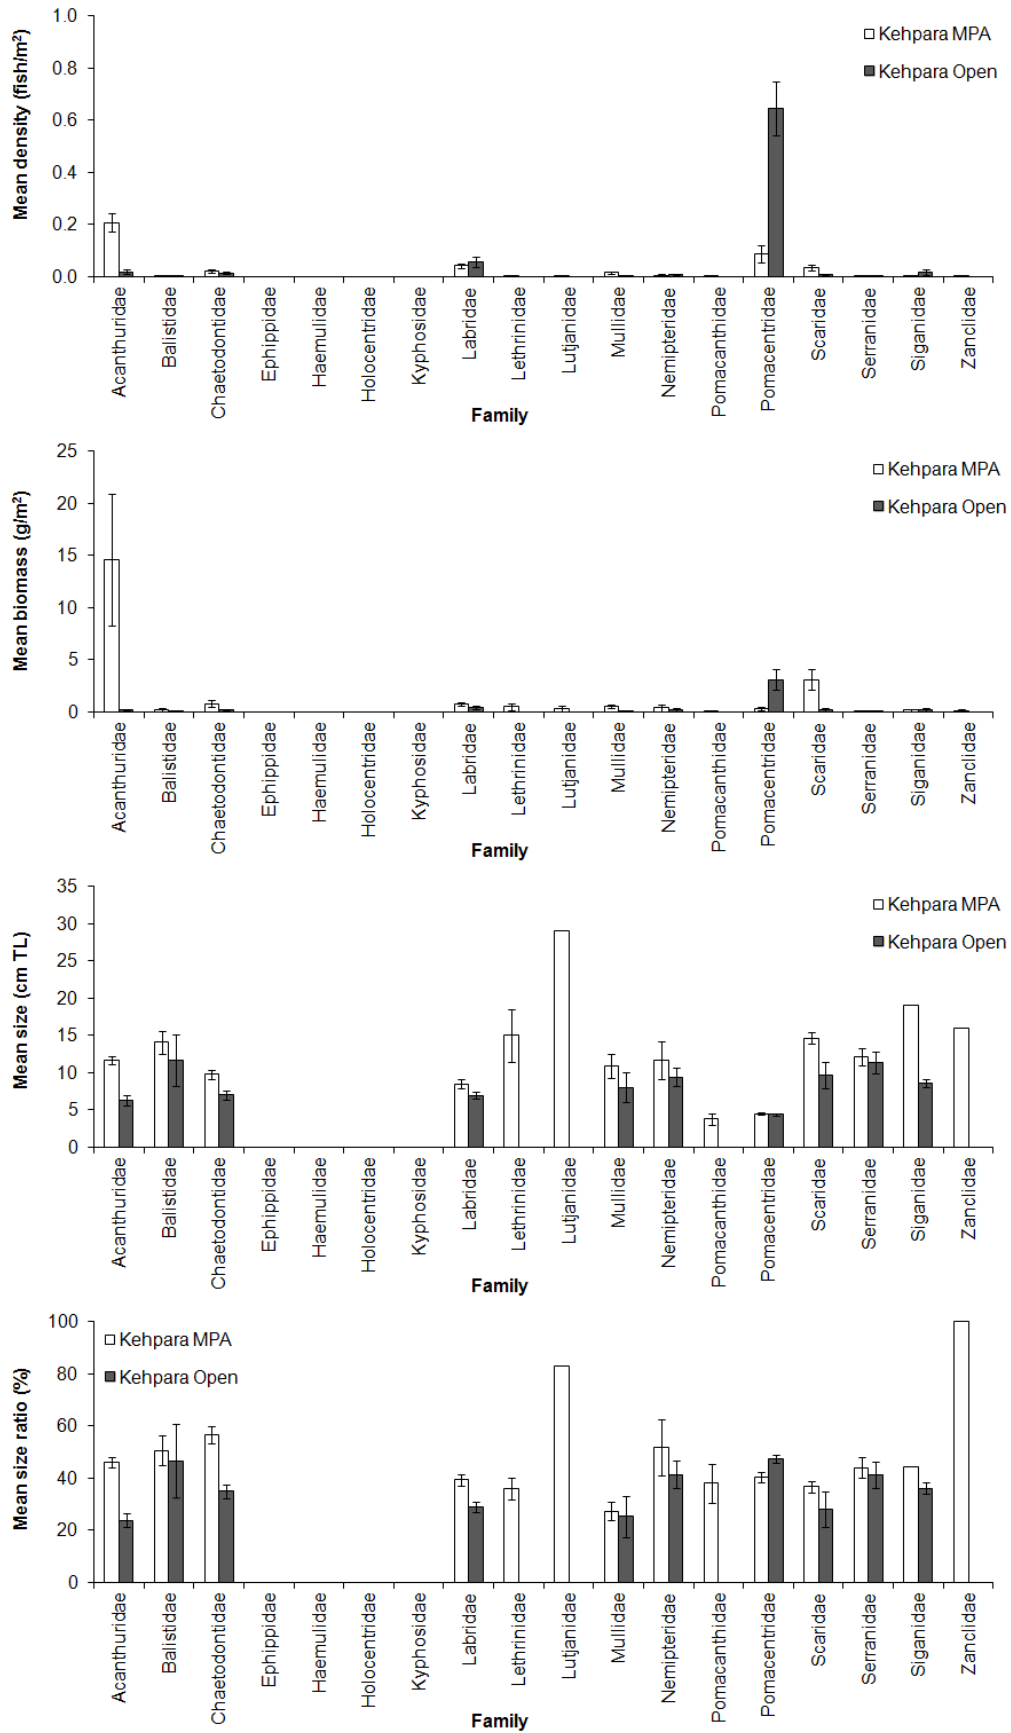 Mean density (fish/m²)
1.0
0.8
0.6
0.4
0.2
0.0
Kehpara MPA
Kehpara Open
Acanthuridae
Balistidae
Chaetodontidae
Ephippidae
Haemulidae
Holocentridae
Kyphosidae
Labridae
Lethrinidae
Lutjanidae
Mullidae
Nemipteridae
Pomacanthidae
Pomacentridae
Scaridae
Serranidae
Siganidae
Zanclidae
Family
Mean biomass (g/m²)
25
20
15
10
5
0
Kehpara MPA
Kehpara Open
Acanthuridae
Balistidae
Chaetodontidae
Ephippidae
Haemulidae
Holocentridae
Kyphosidae
Labridae
Lethrinidae
Lutjanidae
Mullidae
Nemipteridae
Pomacanthidae
Pomacentridae
Scaridae
Serranidae
Siganidae
Zanclidae
Family
Mean size (cm TL)
35
30
25
20
15
10
5
0
Kehpara MPA
Kehpara Open
Acanthuridae
Balistidae
Chaetodontidae
Ephippidae
Haemulidae
Holocentridae
Kyphosidae
Labridae
Lethrinidae
Lutjanidae
Mullidae
Nemipteridae
Pomacanthidae
Pomacentridae
Scaridae
Serranidae
Siganidae
Zanclidae
Family
Mean size ratio (%)
100
80
60
40
20
0
Kehpara MPA
Kehpara Open
Acanthuridae
Balistidae
Chaetodontidae
Ephippidae
Haemulidae
Holocentridae
Kyphosidae
Labridae
Lethrinidae
Lutjanidae
Mullidae
Nemipteridae
Pomacanthidae
Pomacentridae
Scaridae
Serranidae
Siganidae
Zanclidae
Family